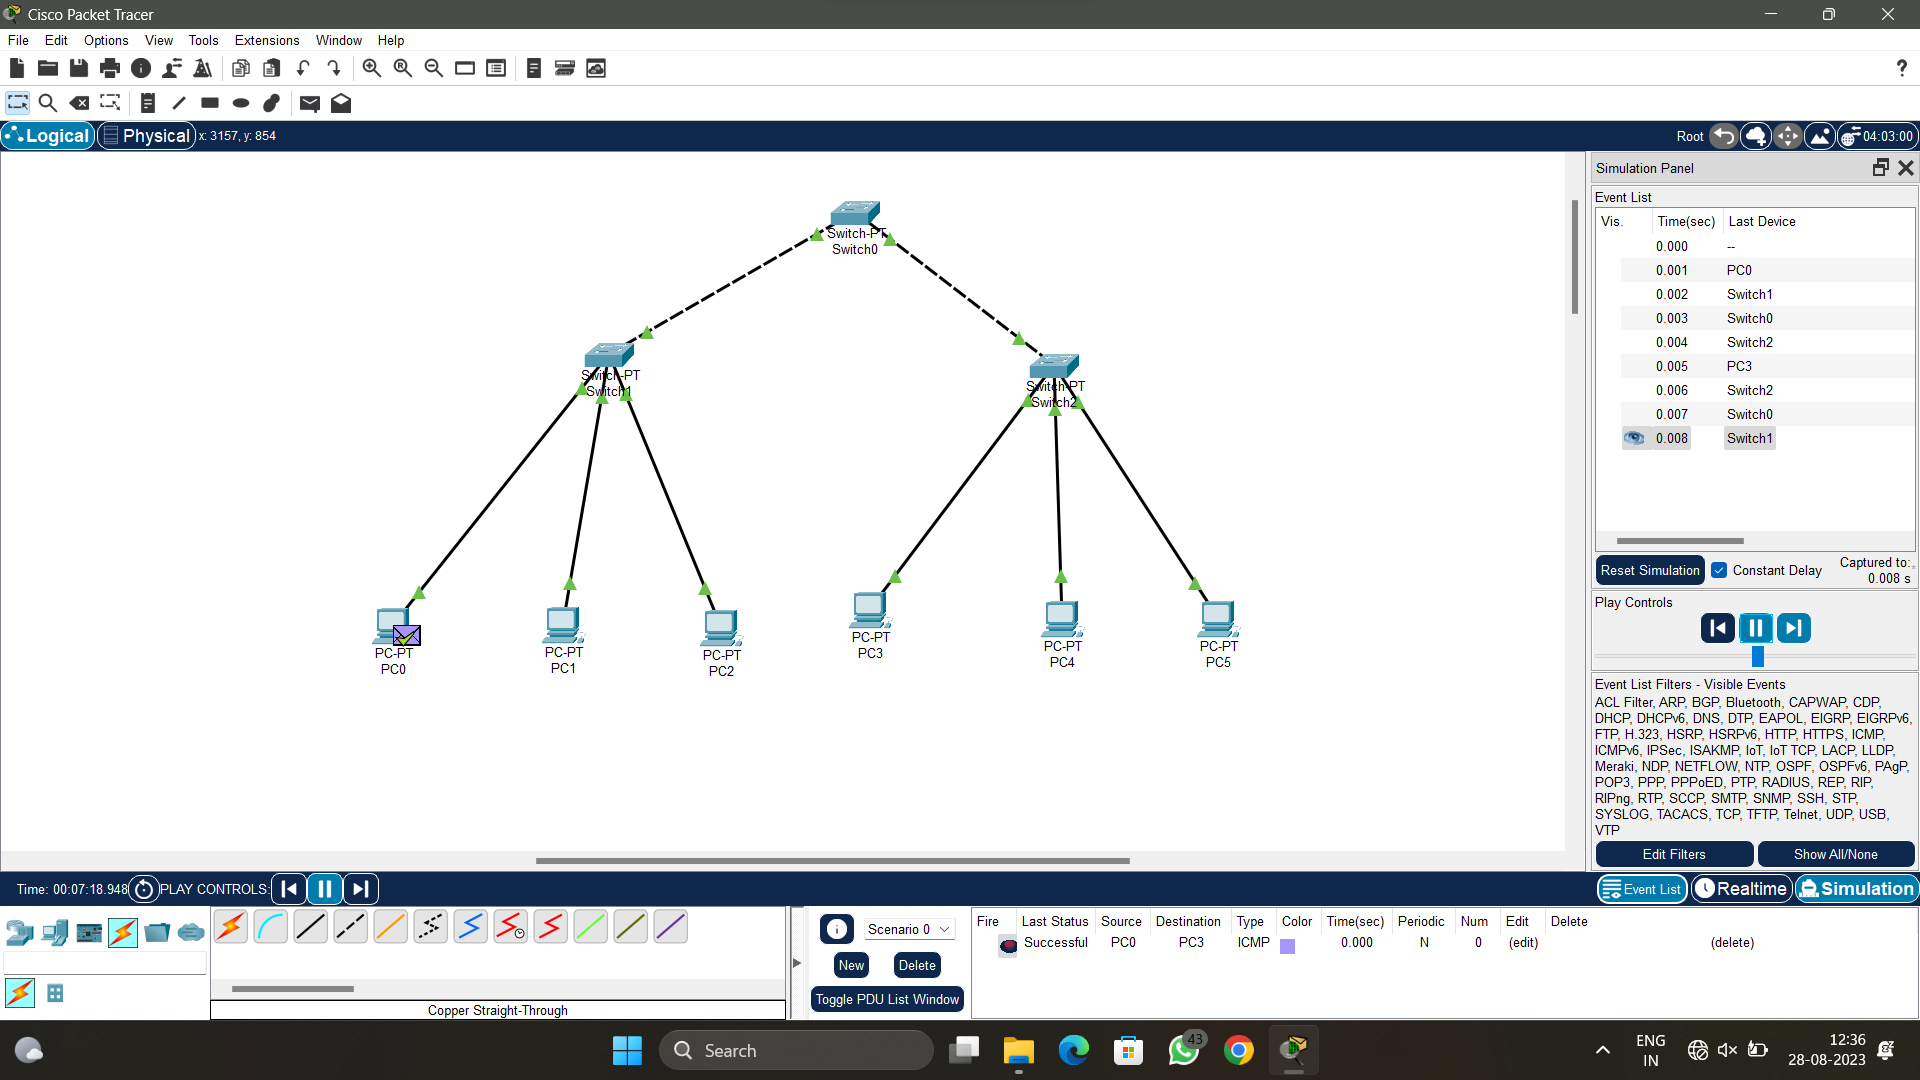 Cisco Packet Tracer
File Edit Options View Tools Extensions Window Help
?
Logical Physical x: 3157, y: 854
Root 04:03:00
Switch-PT
Switch0
Switch-PT
Switch1
Switch-PT
Switch2
PC-PT
PC0
PC-PT
PC1
PC-PT
PC2
PC-PT
PC3
PC-PT
PC4
PC-PT
PC5
Simulation Panel
Event List
Vis. Time(sec) Last Device
0.000 --
0.001 PC0
0.002 Switch1
0.003 Switch0
0.004 Switch2
0.005 PC3
0.006 Switch2
0.007 Switch0
0.008 Switch1
Reset Simulation Constant Delay Captured to:
0.008 s
Play Controls
Event List Filters - Visible Events
ACL Filter, ARP, BGP, Bluetooth, CAPWAP, CDP,
DHCP, DHCPv6, DNS, DTP, EAPOL, EIGRP, EIGRPv6,
FTP, H.323, HSRP, HSRPv6, HTTP, HTTPS, ICMP,
ICMPv6, IPSec, ISAKMP, IoT, IoT TCP, LACP, LLDP,
Meraki, NDP, NETFLOW, NTP, OSPF, OSPFv6, PAgP,
POP3, PPP, PPPoED, PTP, RADIUS, REP, RIP,
RIPng, RTP, SCCP, SMTP, SNMP, SSH, STP,
SYSLOG, TACACS, TCP, TFTP, Telnet, UDP, USB,
VTP
Edit Filters Show All/None
Time: 00:07:18.948 PLAY CONTROLS:
Event List Realtime Simulation
Copper Straight-Through
Scenario 0
New Delete
Toggle PDU List Window
Fire Last Status Source Destination Type Color Time(sec) Periodic Num Edit Delete
Successful PC0 PC3 ICMP 0.000 N 0 (edit) (delete)
Search
43
ENG
IN
12:36
28-08-2023